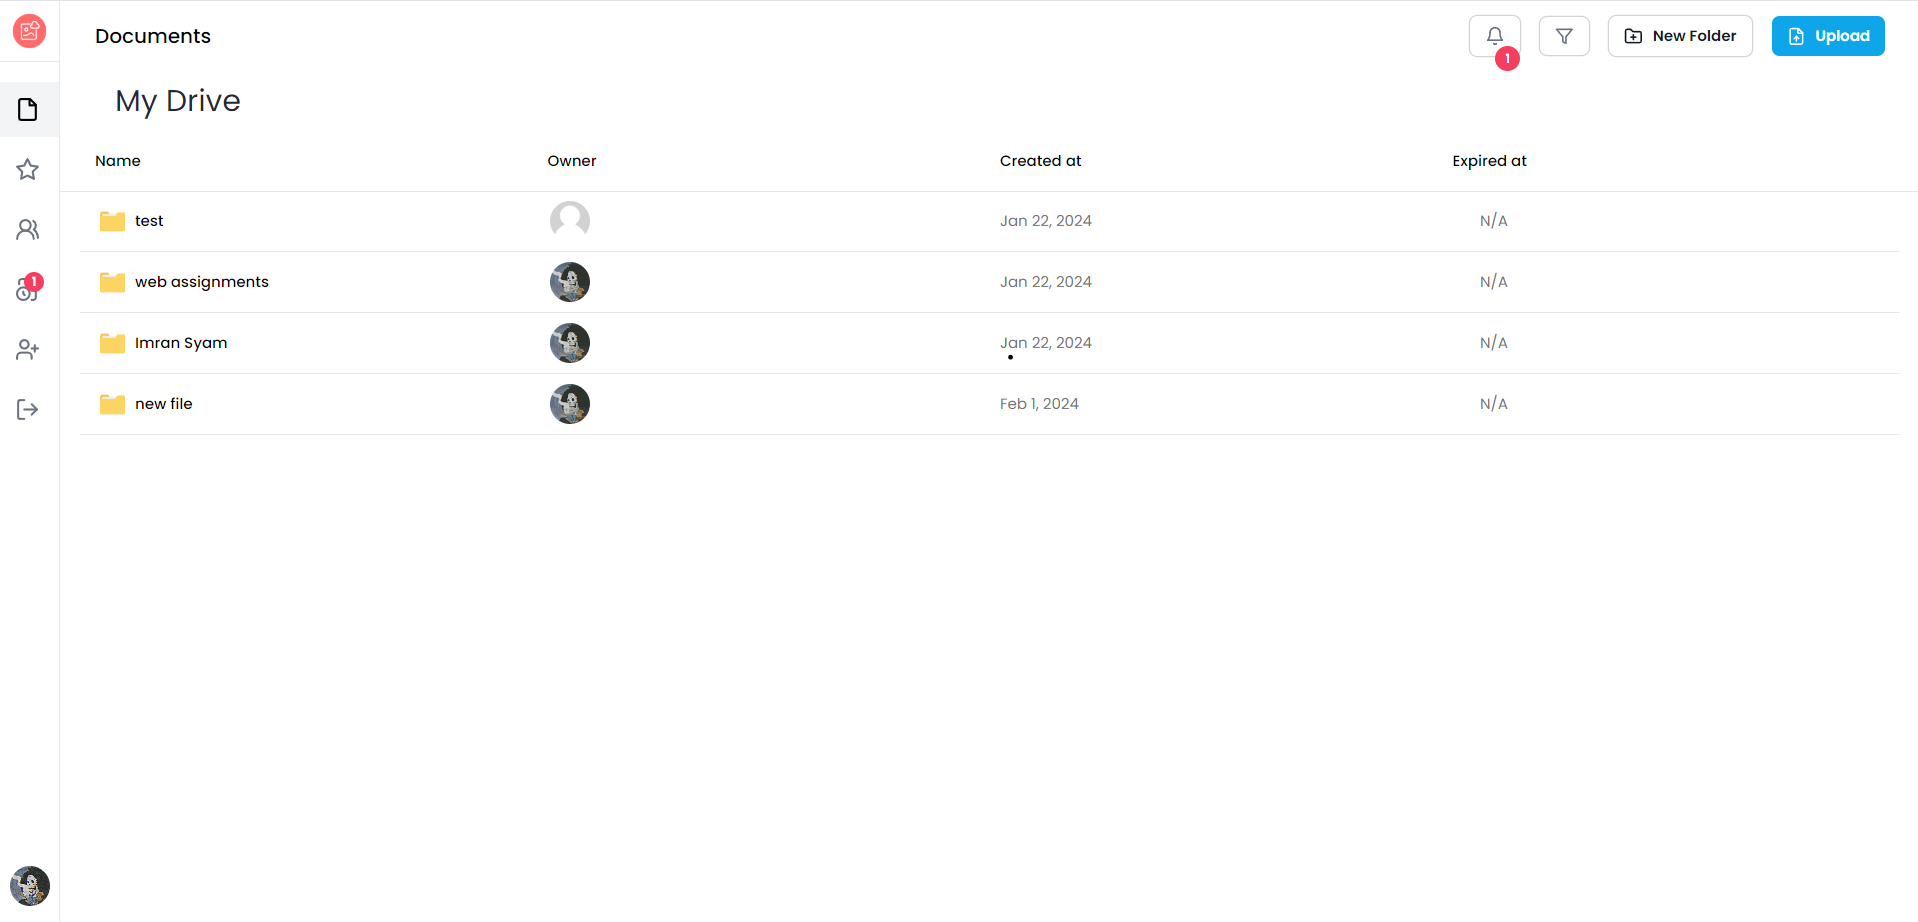 Documents
1
New Folder
Upload
My Drive
Name Owner Created at Expired at
test Jan 22, 2024 N/A
web assignments Jan 22, 2024 N/A
1
Imran Syam Jan 22, 2024 N/A
new file Feb 1, 2024 N/A